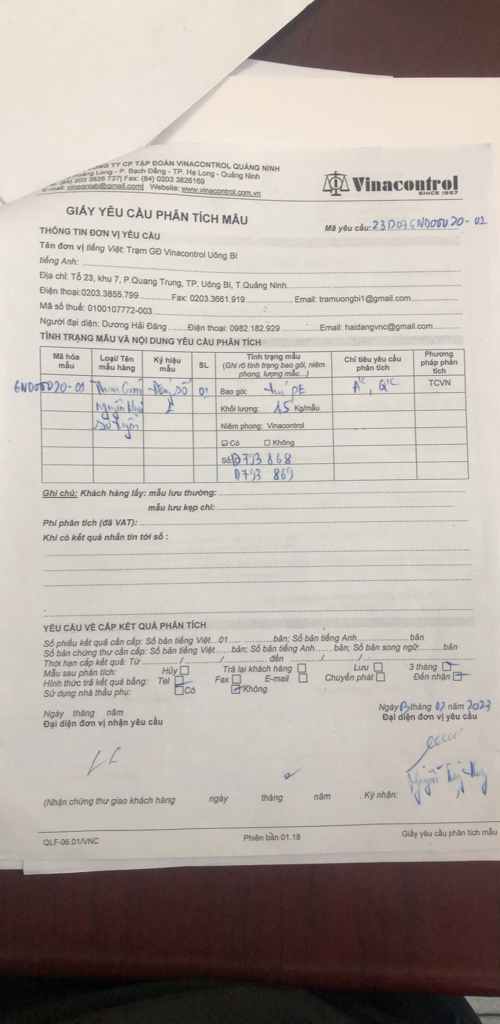 TY CP TẬP ĐOÀN VINACONTROL QUẢNG NINH
Long - P. Bạch Đằng - TP. Hạ Long - Quảng Ninh
203 3826 737| Fax: (84) 0203 3826169
Website: www.vinacontrol.com.vn
Vinacontrol
SINCE 1957
GIẤY YÊU CẦU PHÂN TÍCH MẪU
Mã yêu cầu: 23D07GND00020-01
THÔNG TIN ĐƠN VỊ YÊU CẦU
Tên đơn vị tiếng Việt: Trạm GĐ Vinacontrol Uông Bí
tiếng Anh:
Địa chỉ: Tổ 23, khu 7, P.Quang Trung, TP. Uông Bí, T.Quảng Ninh
Điện thoại:0203.3855.799 Fax: 0203.3661.919 Email: tramuongbi1@gmail.com
Mã số thuế: 0100107772-003
Người đại diện: Dương Hải Đăng Điện thoại: 0982.182.929 Email: haidangvnc@gmail.com
TÌNH TRẠNG MẪU VÀ NỘI DUNG YÊU CẦU PHÂN TÍCH
Mã hóa mẫu Loại/ Tên mẫu hàng Ký hiệu mẫu SL Tình trạng mẫu (Ghi rõ tình trạng bao gói, niêm phong, lượng mẫu...) Chỉ tiêu yêu cầu phân tích Phương pháp phân tích
GND00020-01 Than 01 Bao gói: túi PE TCVN
Khối lượng: 15 Kg/mẫu
Niêm phong: Vinacontrol
☑ Có ☐ Không
Số: 0793 868
0793 869
Ghi chú: Khách hàng lấy: mẫu lưu thường:
mẫu lưu kẹp chì:
Phí phân tích (đã VAT):
Khi có kết quả nhắn tin tới số :
YÊU CẦU VỀ CẤP KẾT QUẢ PHÂN TÍCH
Số phiếu kết quả cần cấp: Số bản tiếng Việt...01 bản; Số bản tiếng Anh bản
Số bản chứng thư cần cấp: Số bản tiếng Việt bản; Số bản tiếng Anh bản; Số bản song ngữ bản
Thời hạn cấp kết quả: Từ / / đến / /
Mẫu sau phân tích: Hủy ☐ Trả lại khách hàng ☐ Lưu ☐ 3 tháng ☑
Hình thức trả kết quả bằng: Tel ☑ Fax ☐ E-mail ☐ Chuyển phát ☐ Đến nhận ☑
Sử dụng nhà thầu phụ: ☐Có ☑Không
Ngày tháng năm
Đại diện đơn vị nhận yêu cầu
Ngày 13 tháng 07 năm 2023
Đại diện đơn vị yêu cầu
(Nhận chứng thư giao khách hàng ngày tháng năm . Ký nhận:
QLF-06.01/VNC
Phiên bản 01.18
Giấy yêu cầu phân tích mẫu